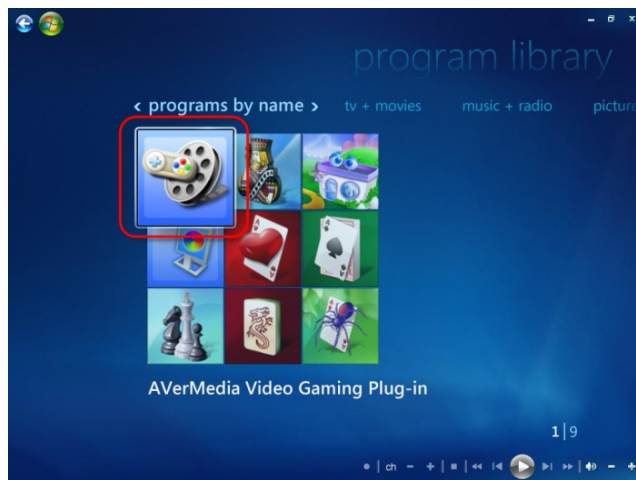 program library
< programs by name > tv + movies music + radio picture
AVerMedia Video Gaming Plug-in
1|9
ch - +